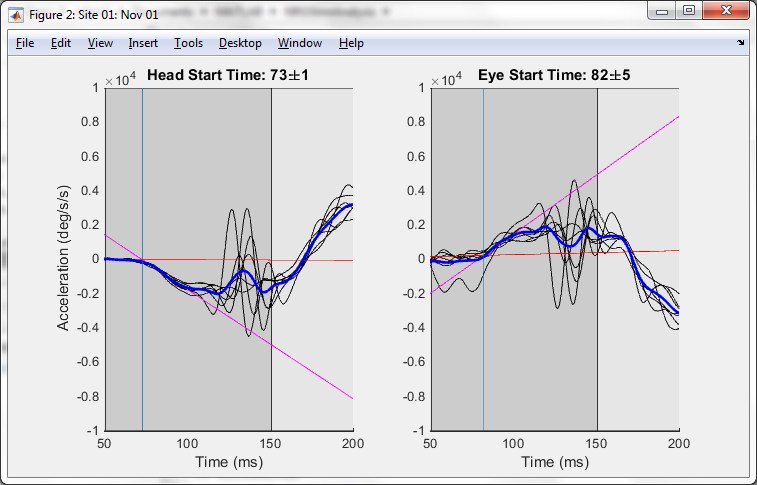 Figure 2: Site 01: Nov 01
File Edit View Insert Tools Desktop Window Help
Head Start Time: 73±1
×10⁴
1
0.8
0.6
0.4
0.2
0
-0.2
-0.4
-0.6
-0.8
-1
Acceleration (deg/s/s)
50 100 150 200
Time (ms)
Eye Start Time: 82±5
×10⁴
1
0.8
0.6
0.4
0.2
0
-0.2
-0.4
-0.6
-0.8
-1
50 100 150 200
Time (ms)